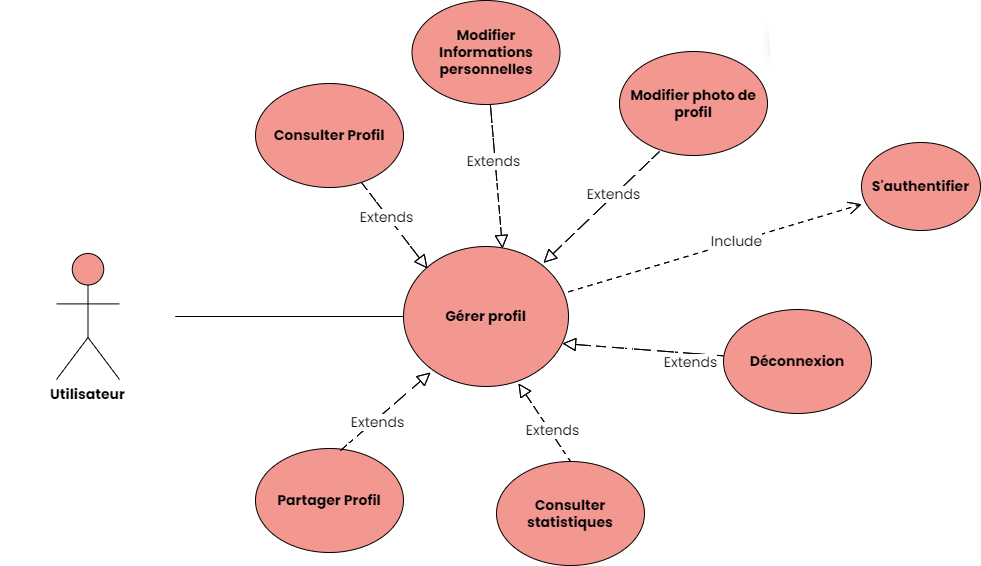 Modifier
Informations
personnelles
Modifier photo de
profil
Consulter Profil
Extends
S'authentifier
Extends
Extends
Include
Gérer profil
Déconnexion
Extends
Utilisateur
Extends
Extends
Partager Profil
Consulter
statistiques